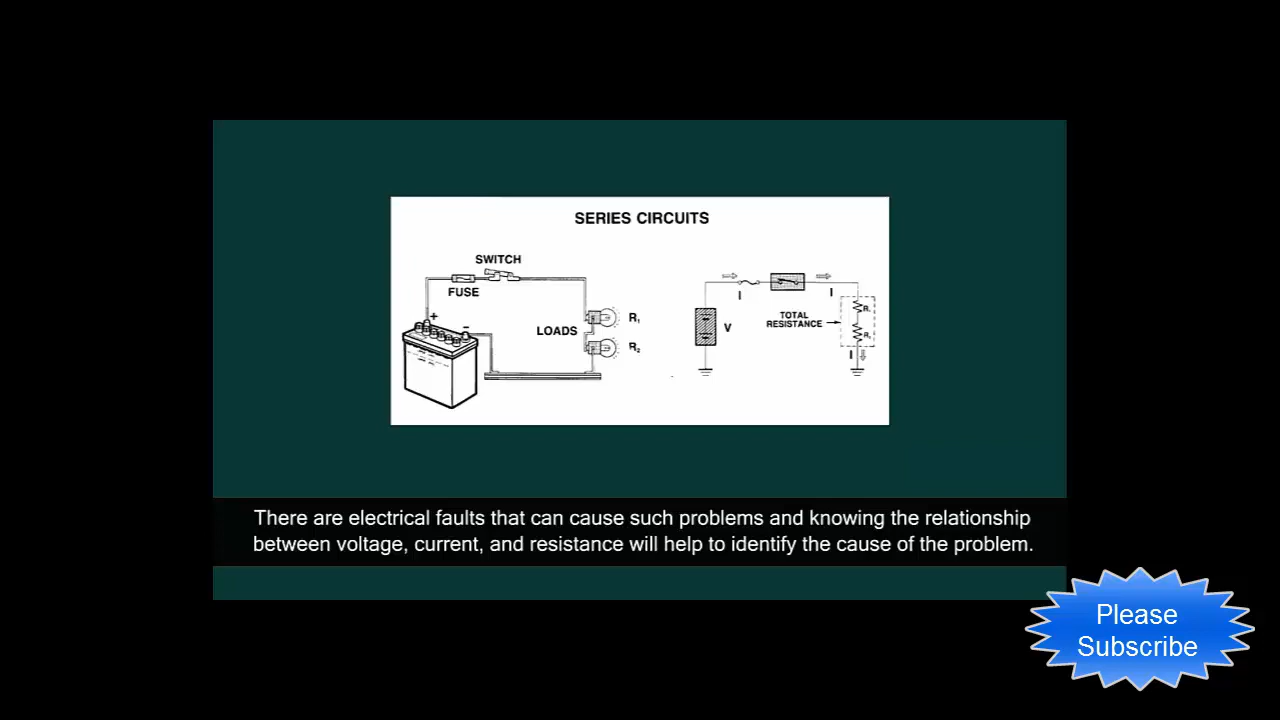 SERIES CIRCUITS
SWITCH
FUSE
+
−
LOADS
R₁
R₂
I
I
V
TOTAL
RESISTANCE
R₁
R₂
I
There are electrical faults that can cause such problems and knowing the relationship
between voltage, current, and resistance will help to identify the cause of the problem.
Please
Subscribe